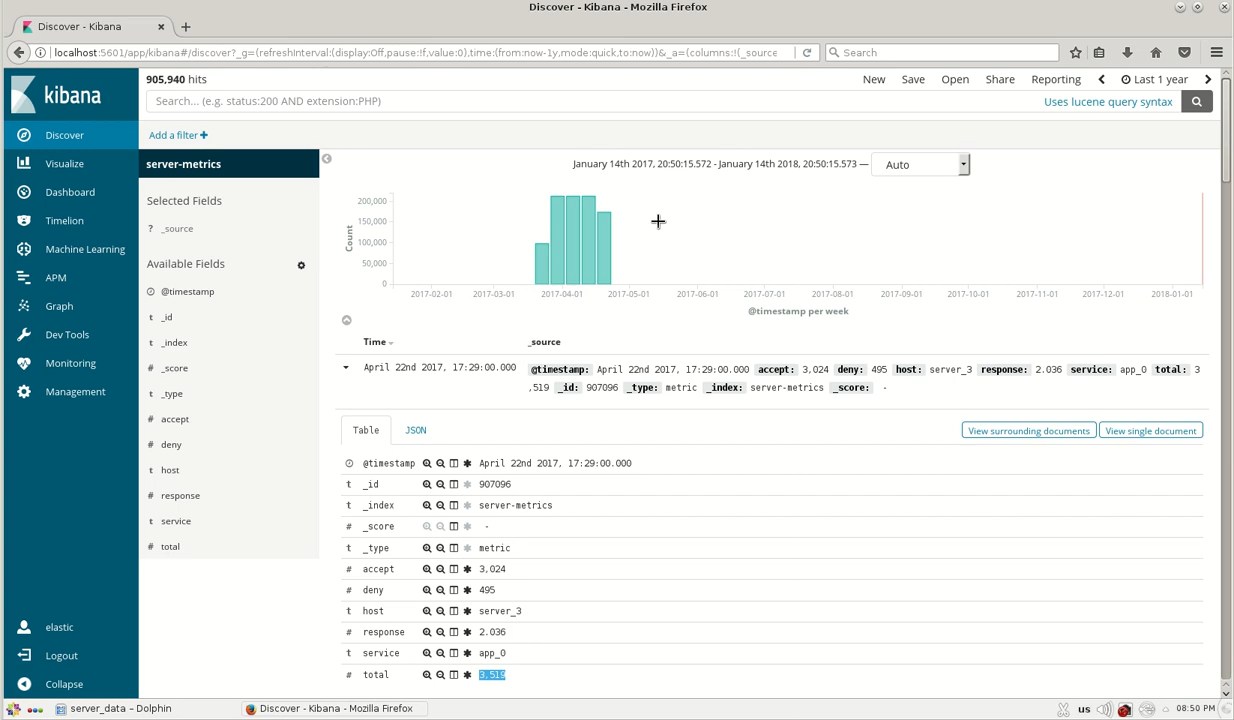 Discover - Kibana - Mozilla Firefox
Discover - Kibana
localhost:5601/app/kibana#/discover?_g=(refreshInterval:(display:Off,pause:!f,value:0),time:(from:now-1y,mode:quick,to:now))&_a=(columns:!(_source
Search
905,940 hits
New Save Open Share Reporting Last 1 year
kibana
Search... (e.g. status:200 AND extension:PHP)
Uses lucene query syntax
Discover
Visualize
Dashboard
Timelion
Machine Learning
APM
Graph
Dev Tools
Monitoring
Management
elastic
Logout
Collapse
Add a filter +
server-metrics
Selected Fields
? _source
Available Fields
@timestamp
t _id
t _index
# _score
t _type
# accept
# deny
t host
# response
t service
# total
January 14th 2017, 20:50:15.572 - January 14th 2018, 20:50:15.573 —
Auto
Count
200,000
150,000
100,000
50,000
0
2017-02-01 2017-03-01 2017-04-01 2017-05-01 2017-06-01 2017-07-01 2017-08-01 2017-09-01 2017-10-01 2017-11-01 2017-12-01 2018-01-01
@timestamp per week
Time _source
April 22nd 2017, 17:29:00.000
@timestamp: April 22nd 2017, 17:29:00.000 accept: 3,024 deny: 495 host: server_3 response: 2.036 service: app_0 total: 3
,519 _id: 907096 _type: metric _index: server-metrics _score: -
Table JSON
View surrounding documents View single document
@timestamp April 22nd 2017, 17:29:00.000
t _id 907096
t _index server-metrics
# _score -
t _type metric
# accept 3,024
# deny 495
t host server_3
# response 2.036
t service app_0
# total 3,519
server_data – Dolphin
Discover - Kibana - Mozilla Firefox
us
08:50 PM